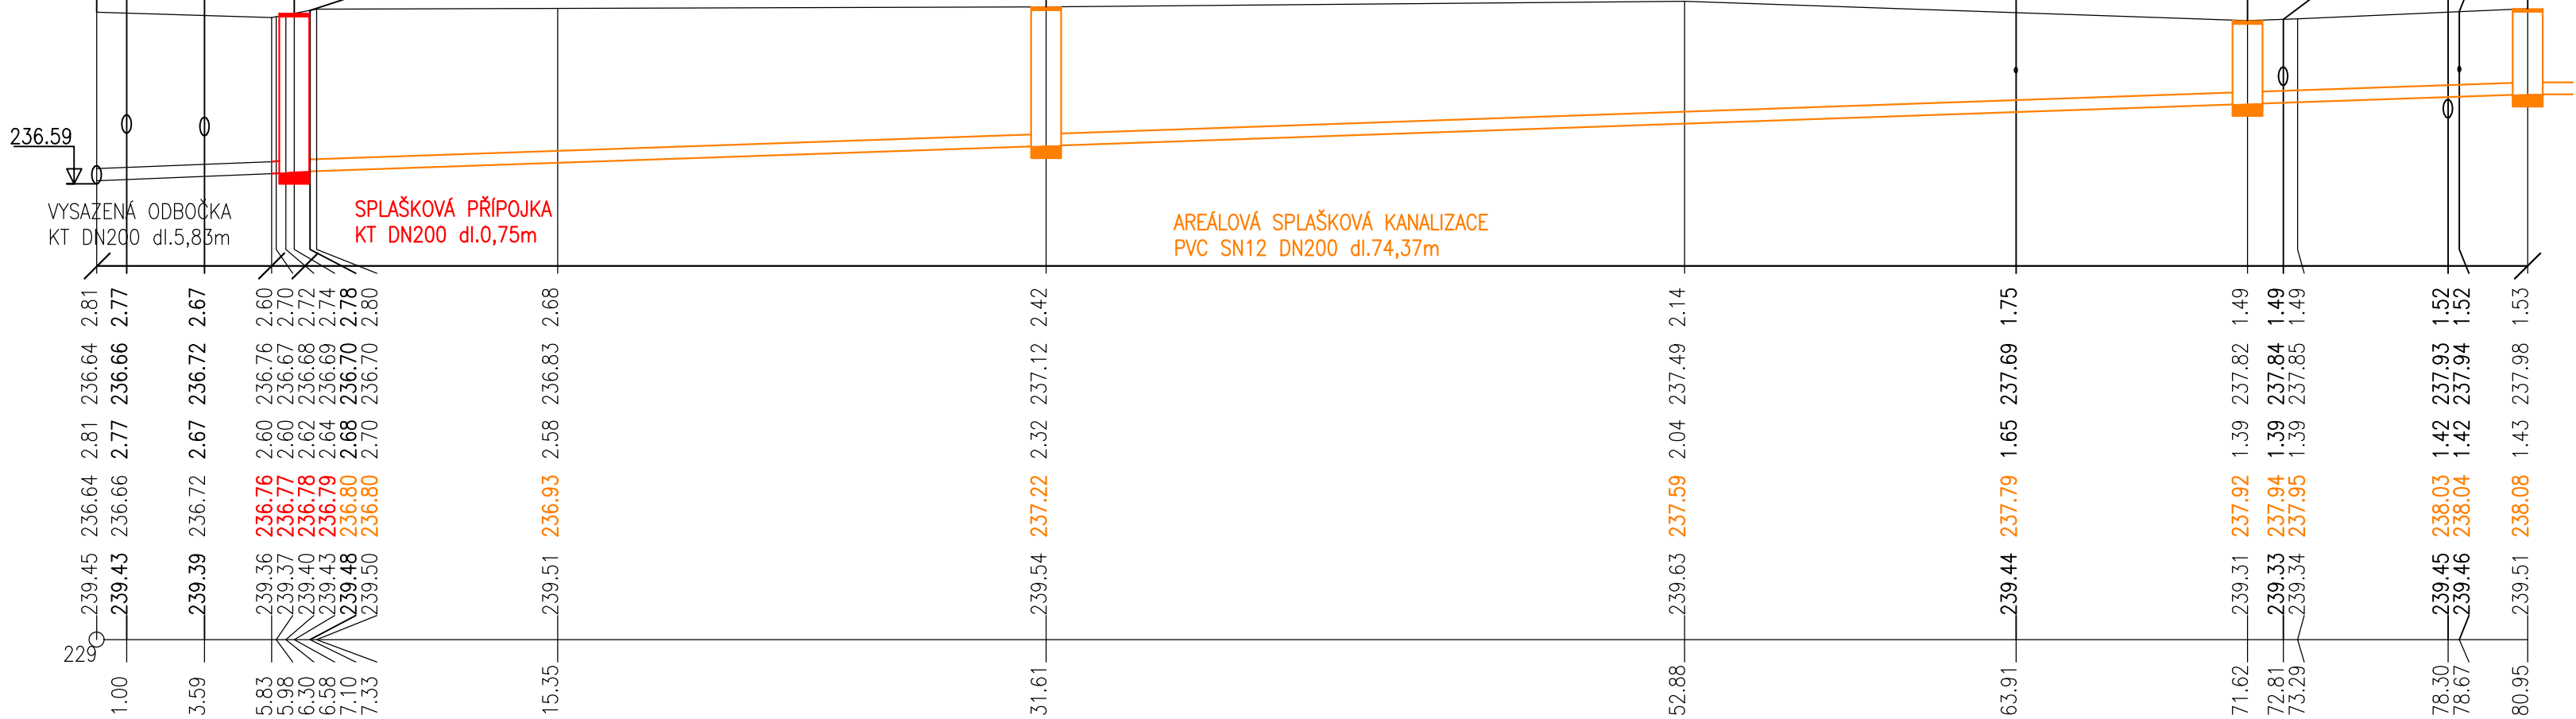 236.59
VYSAZENÁ ODBOČKA
KT DN200 dl.5,83m
SPLAŠKOVÁ PŘÍPOJKA
KT DN200 dl.0,75m
AREÁLOVÁ SPLAŠKOVÁ KANALIZACE
PVC SN12 DN200 dl.74,37m
2.81 2.77 2.67 2.60 2.70 2.72 2.74 2.78 2.80 2.68 2.42 2.14 1.75 1.49 1.49 1.49 1.52 1.52 1.53
236.64 236.66 236.72 236.76 236.67 236.68 236.69 236.70 236.70 236.83 237.12 237.49 237.69 237.82 237.84 237.85 237.93 237.94 237.98
2.81 2.77 2.67 2.60 2.60 2.62 2.64 2.68 2.70 2.58 2.32 2.04 1.65 1.39 1.39 1.39 1.42 1.42 1.43
236.64 236.66 236.72 236.76 236.77 236.78 236.79 236.80 236.80 236.93 237.22 237.59 237.79 237.92 237.94 237.95 238.03 238.04 238.08
239.45 239.43 239.39 239.36 239.37 239.40 239.43 239.48 239.50 239.51 239.54 239.63 239.44 239.31 239.33 239.34 239.45 239.46 239.51
229
1.00 3.59 5.83 5.98 6.30 6.58 7.10 7.33 15.35 31.61 52.88 63.91 71.62 72.81 73.29 78.30 78.67 80.95